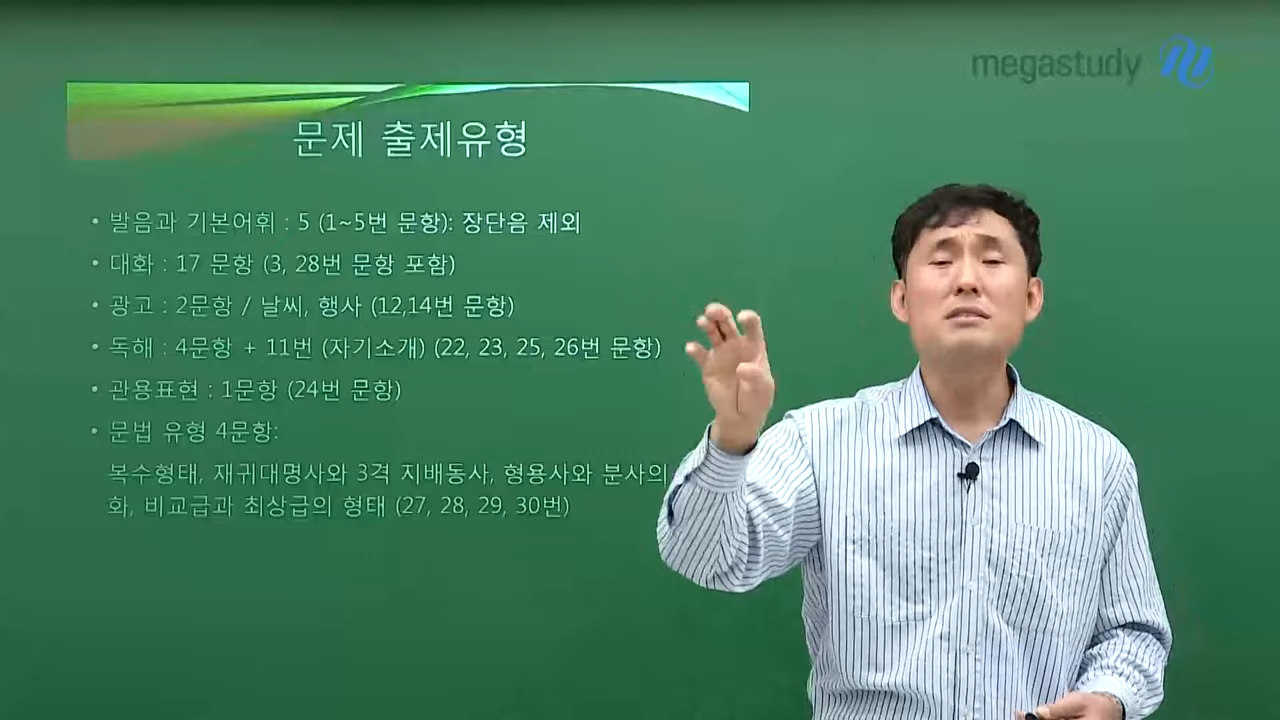 megastudy
문제 출제유형
• 발음과 기본어휘 : 5 (1~5번 문항): 장단음 제외
• 대화 : 17 문항 (3, 28번 문항 포함)
• 광고 : 2문항 / 날씨, 행사 (12,14번 문항)
• 독해 : 4문항 + 11번 (자기소개) (22, 23, 25, 26번 문항)
• 관용표현 : 1문항 (24번 문항)
• 문법 유형 4문항:
복수형태, 재귀대명사와 3격 지배동사, 형용사와 분사의
화, 비교급과 최상급의 형태 (27, 28, 29, 30번)